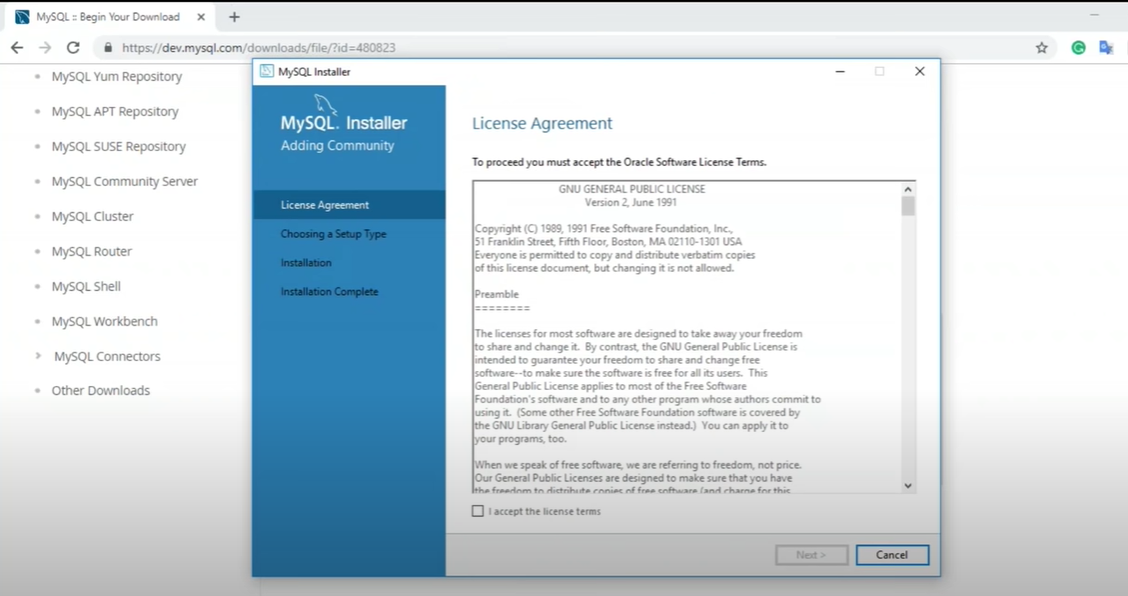 MySQL :: Begin Your Download
https://dev.mysql.com/downloads/file/?id=480823
MySQL Yum Repository
MySQL APT Repository
MySQL SUSE Repository
MySQL Community Server
MySQL Cluster
MySQL Router
MySQL Shell
MySQL Workbench
MySQL Connectors
Other Downloads
MySQL Installer
MySQL. Installer
Adding Community
License Agreement
Choosing a Setup Type
Installation
Installation Complete
License Agreement
To proceed you must accept the Oracle Software License Terms.
GNU GENERAL PUBLIC LICENSE
Version 2, June 1991
Copyright (C) 1989, 1991 Free Software Foundation, Inc.,
51 Franklin Street, Fifth Floor, Boston, MA 02110-1301 USA
Everyone is permitted to copy and distribute verbatim copies
of this license document, but changing it is not allowed.
Preamble
========
The licenses for most software are designed to take away your freedom
to share and change it. By contrast, the GNU General Public License is
intended to guarantee your freedom to share and change free
software--to make sure the software is free for all its users. This
General Public License applies to most of the Free Software
Foundation's software and to any other program whose authors commit to
using it. (Some other Free Software Foundation software is covered by
the GNU Library General Public License instead.) You can apply it to
your programs, too.
When we speak of free software, we are referring to freedom, not price.
Our General Public Licenses are designed to make sure that you have
the freedom to distribute copies of free software (and charge for this
I accept the license terms
Next >
Cancel